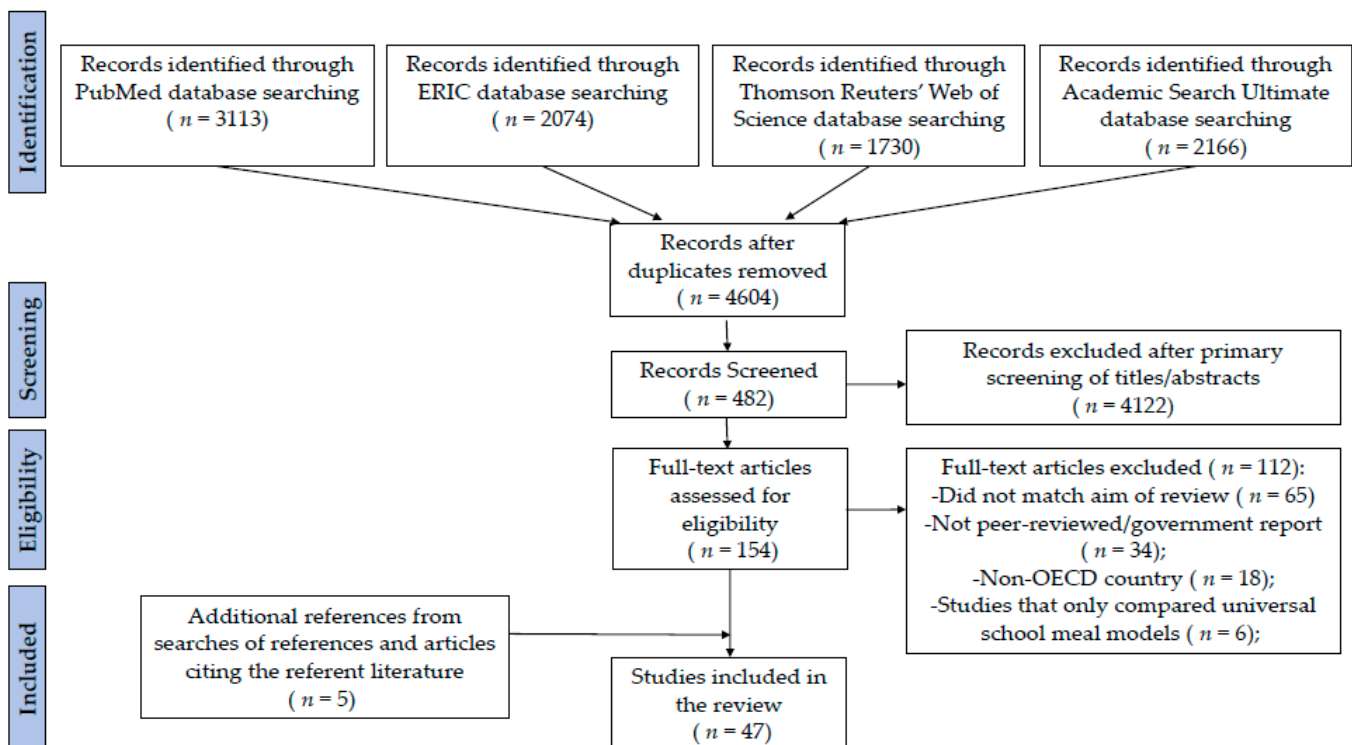 Identification
Records identified through
PubMed database searching
( n = 3113)
Records identified through
ERIC database searching
( n = 2074)
Records identified through
Thomson Reuters’ Web of
Science database searching
( n = 1730)
Records identified through
Academic Search Ultimate
database searching
( n = 2166)
Records after
duplicates removed
( n = 4604)
Screening
Records Screened
( n = 482)
Records excluded after primary
screening of titles/abstracts
( n = 4122)
Eligibility
Full-text articles
assessed for
eligibility
( n = 154)
Full-text articles excluded ( n = 112):
-Did not match aim of review ( n = 65)
-Not peer-reviewed/government report
( n = 34);
-Non-OECD country ( n = 18);
-Studies that only compared universal
school meal models ( n = 6);
Included
Additional references from
searches of references and articles
citing the referent literature
( n = 5)
Studies included in
the review
( n = 47)